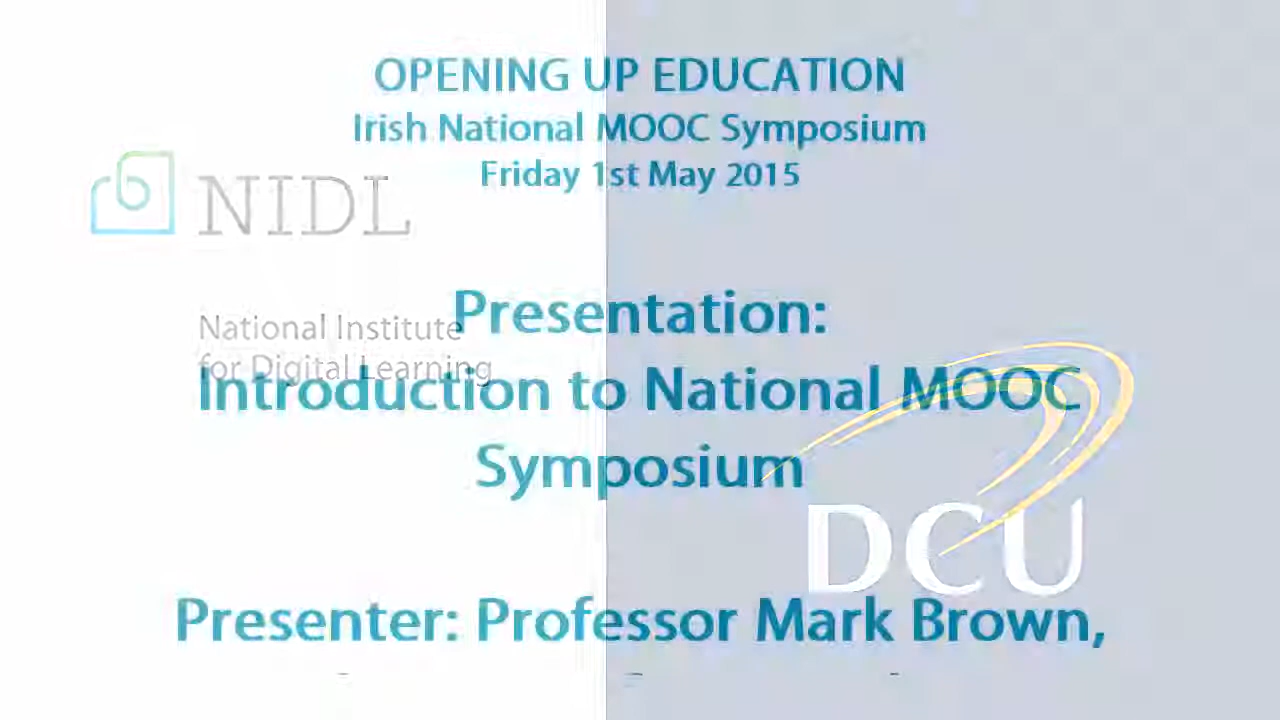 OPENING UP EDUCATION
Irish National MOOC Symposium
Friday 1st May 2015
NIDL
National Institute
for Digital Learning
Presentation:
Introduction to National MOOC
Symposium
DCU
Presenter: Professor Mark Brown,